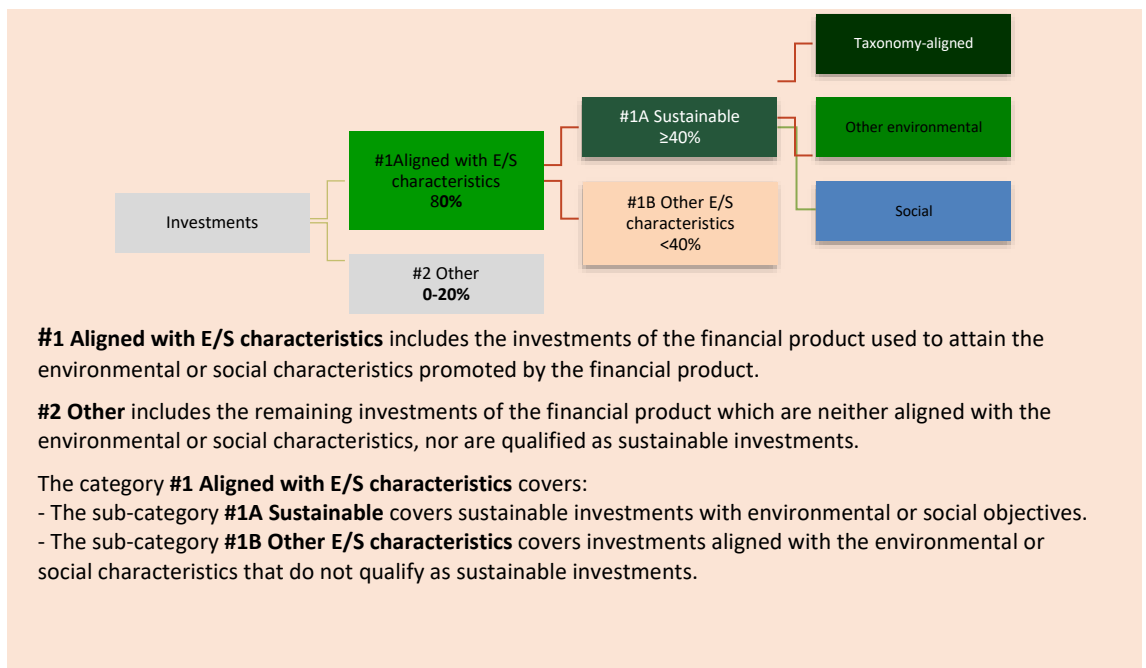 Taxonomy-aligned
#1A Sustainable
≥40%
Other environmental
#1Aligned with E/S
characteristics
80%
#1B Other E/S
characteristics
<40%
Social
Investments
#2 Other
0-20%
#1 Aligned with E/S characteristics includes the investments of the financial product used to attain the
environmental or social characteristics promoted by the financial product.
#2 Other includes the remaining investments of the financial product which are neither aligned with the
environmental or social characteristics, nor are qualified as sustainable investments.
The category #1 Aligned with E/S characteristics covers:
- The sub-category #1A Sustainable covers sustainable investments with environmental or social objectives.
- The sub-category #1B Other E/S characteristics covers investments aligned with the environmental or
social characteristics that do not qualify as sustainable investments.